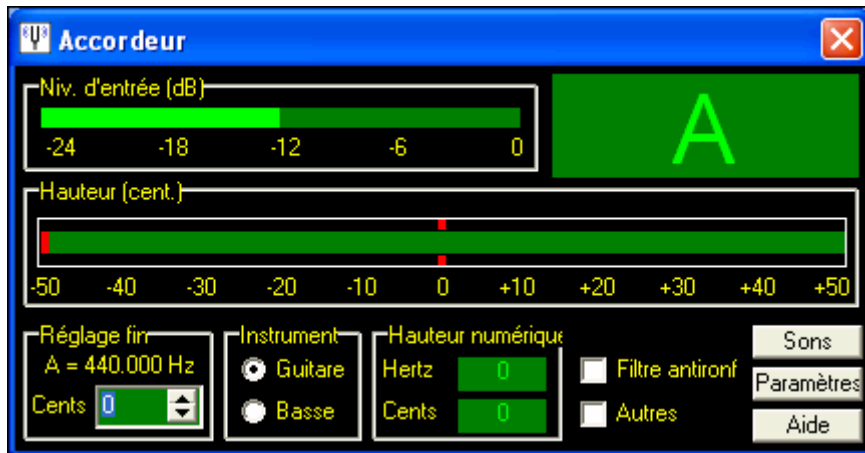 Accordeur
Niv. d'entrée (dB)
-24 -18 -12 -6 0
A
Hauteur (cent.)
-50 -40 -30 -20 -10 0 +10 +20 +30 +40 +50
Réglage fin
A = 440.000 Hz
Cents 0
Instrument
Guitare
Basse
Hauteur numérique
Hertz 0
Cents 0
Filtre antironf
Autres
Sons
Paramètres
Aide